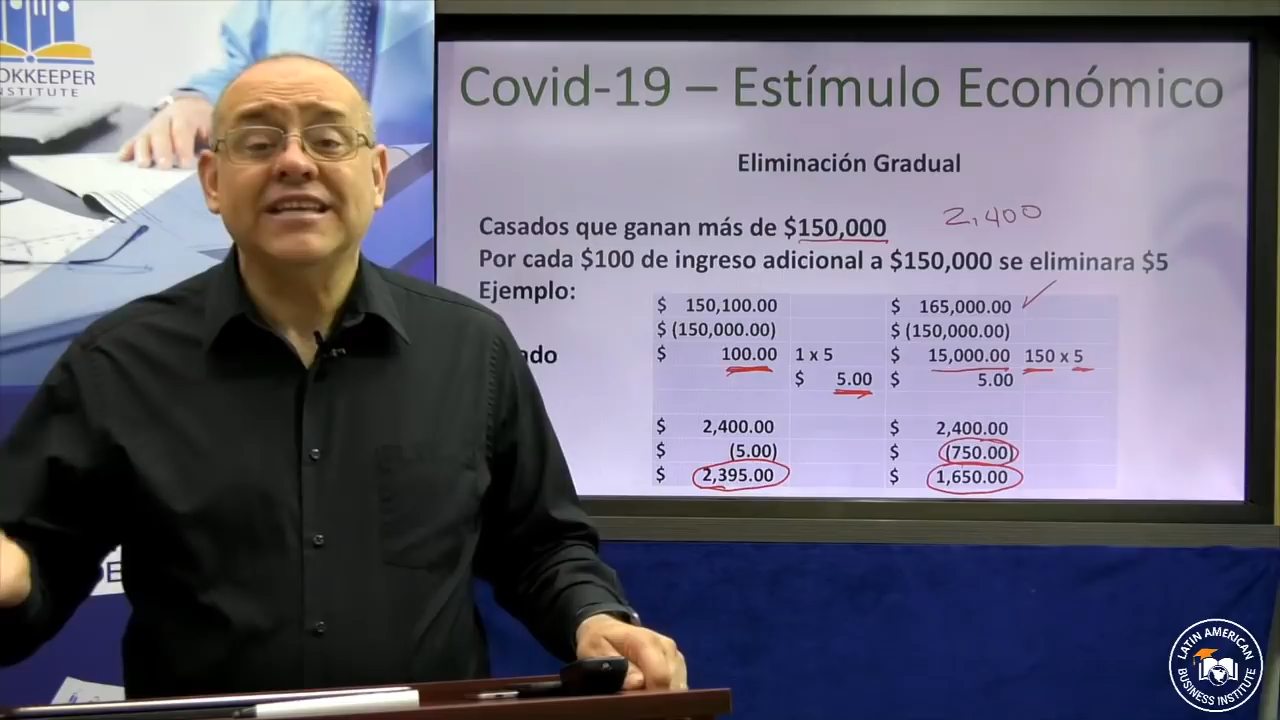 OKKEEPER
INSTITUTE
Covid-19 – Estímulo Económico
Eliminación Gradual
Casados que ganan más de $150,000
2,400
Por cada $100 de ingreso adicional a $150,000 se eliminara $5
Ejemplo:
$ 150,100.00 $ 165,000.00
$ (150,000.00) $ (150,000.00)
ado $ 100.00 1 x 5 $ 15,000.00 150 x 5
$ 5.00 $ 5.00
$ 2,400.00 $ 2,400.00
$ (5.00) $ (750.00)
$ 2,395.00 $ 1,650.00
LATIN AMERICAN
BUSINESS INSTITUTE